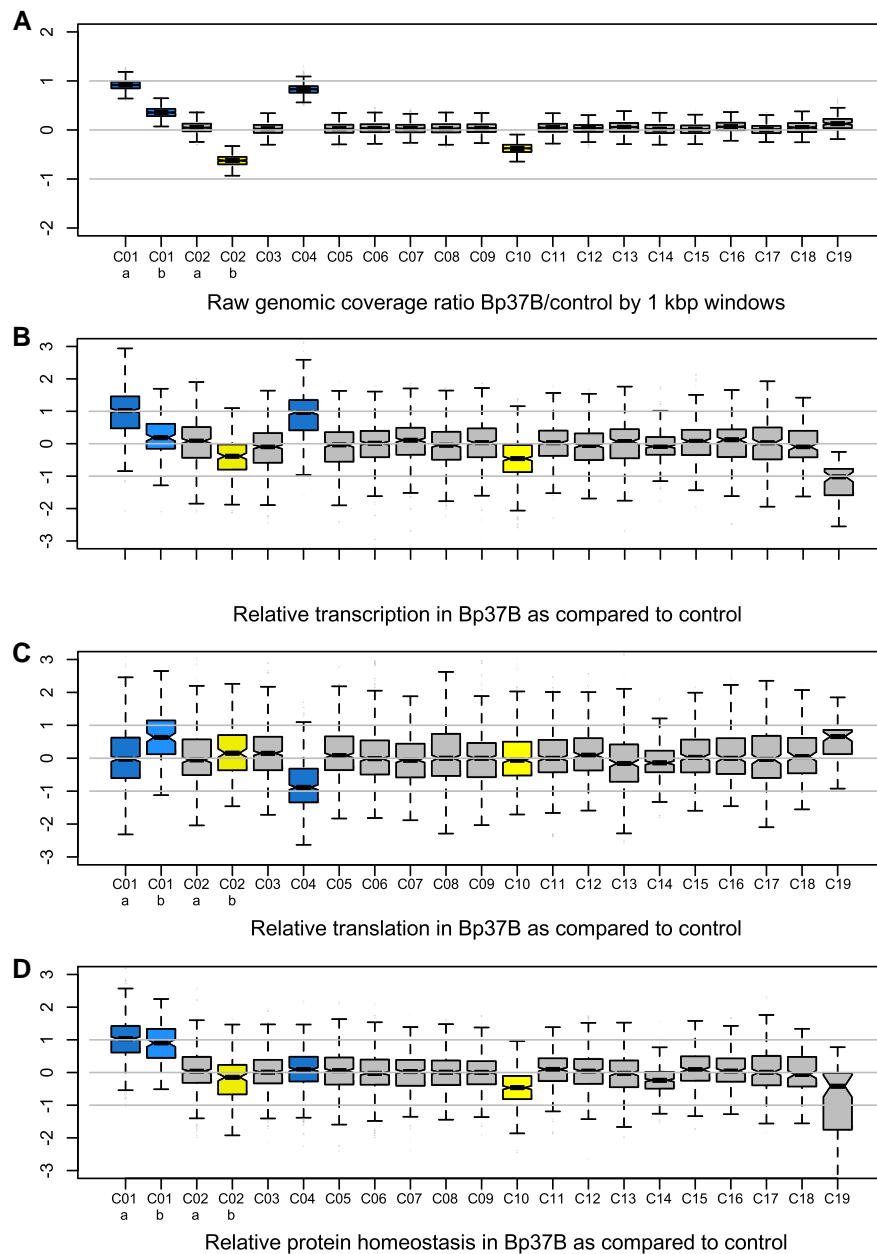 A
2
1
0
-1
-2
C01 C01 C02 C02 C03 C04 C05 C06 C07 C08 C09 C10 C11 C12 C13 C14 C15 C16 C17 C18 C19
a b a b
Raw genomic coverage ratio Bp37B/control by 1 kbp windows
B
3
2
1
0
-1
-2
-3
Relative transcription in Bp37B as compared to control
C
3
2
1
0
-1
-2
-3
C01 C01 C02 C02 C03 C04 C05 C06 C07 C08 C09 C10 C11 C12 C13 C14 C15 C16 C17 C18 C19
a b a b
Relative translation in Bp37B as compared to control
D
3
2
1
0
-1
-2
-3
C01 C01 C02 C02 C03 C04 C05 C06 C07 C08 C09 C10 C11 C12 C13 C14 C15 C16 C17 C18 C19
a b a b
Relative protein homeostasis in Bp37B as compared to control